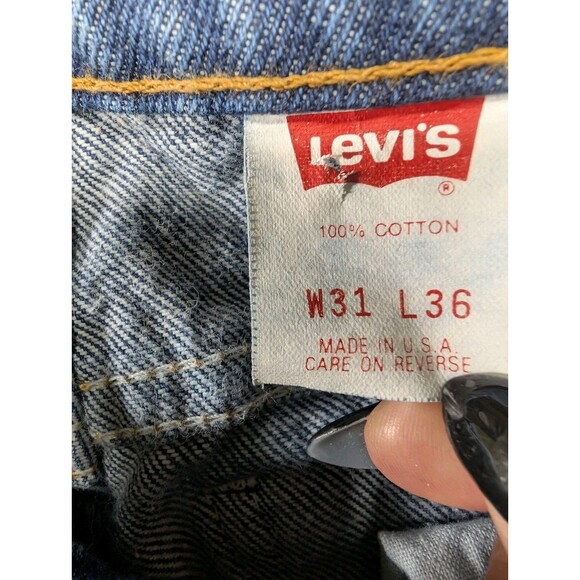 Levi's
®
100% COTTON
W31 L36
MADE IN U.S.A.
CARE ON REVERSE